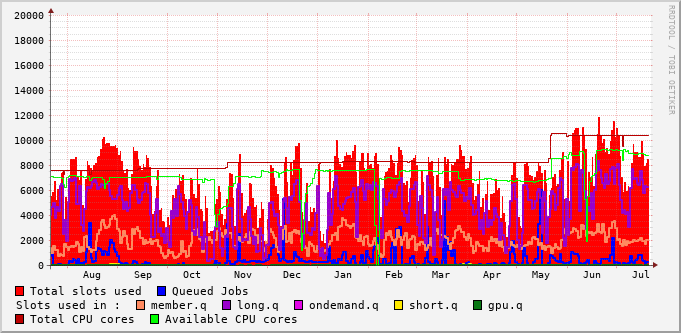 20000
18000
16000
14000
12000
10000
8000
6000
4000
2000
0
Aug Sep Oct Nov Dec Jan Feb Mar Apr May Jun Jul
Total slots used Queued Jobs
Slots used in : member.q long.q ondemand.q short.q gpu.q
Total CPU cores Available CPU cores
RRDTOOL / TOBI OETIKER